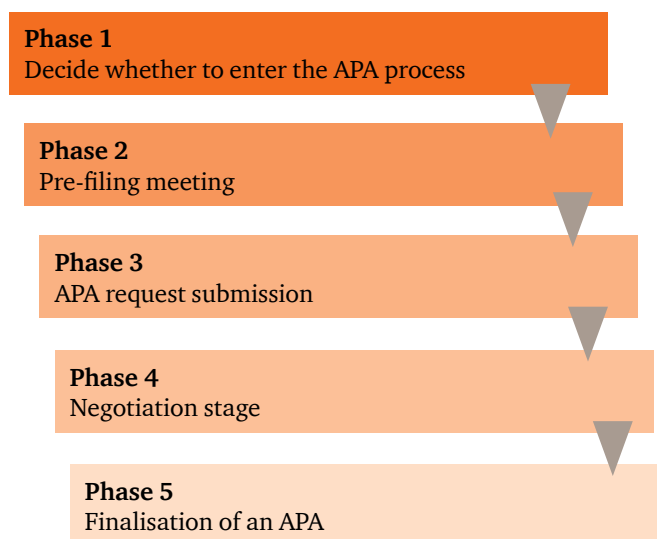 Phase 1
Decide whether to enter the APA process
Phase 2
Pre-filing meeting
Phase 3
APA request submission
Phase 4
Negotiation stage
Phase 5
Finalisation of an APA